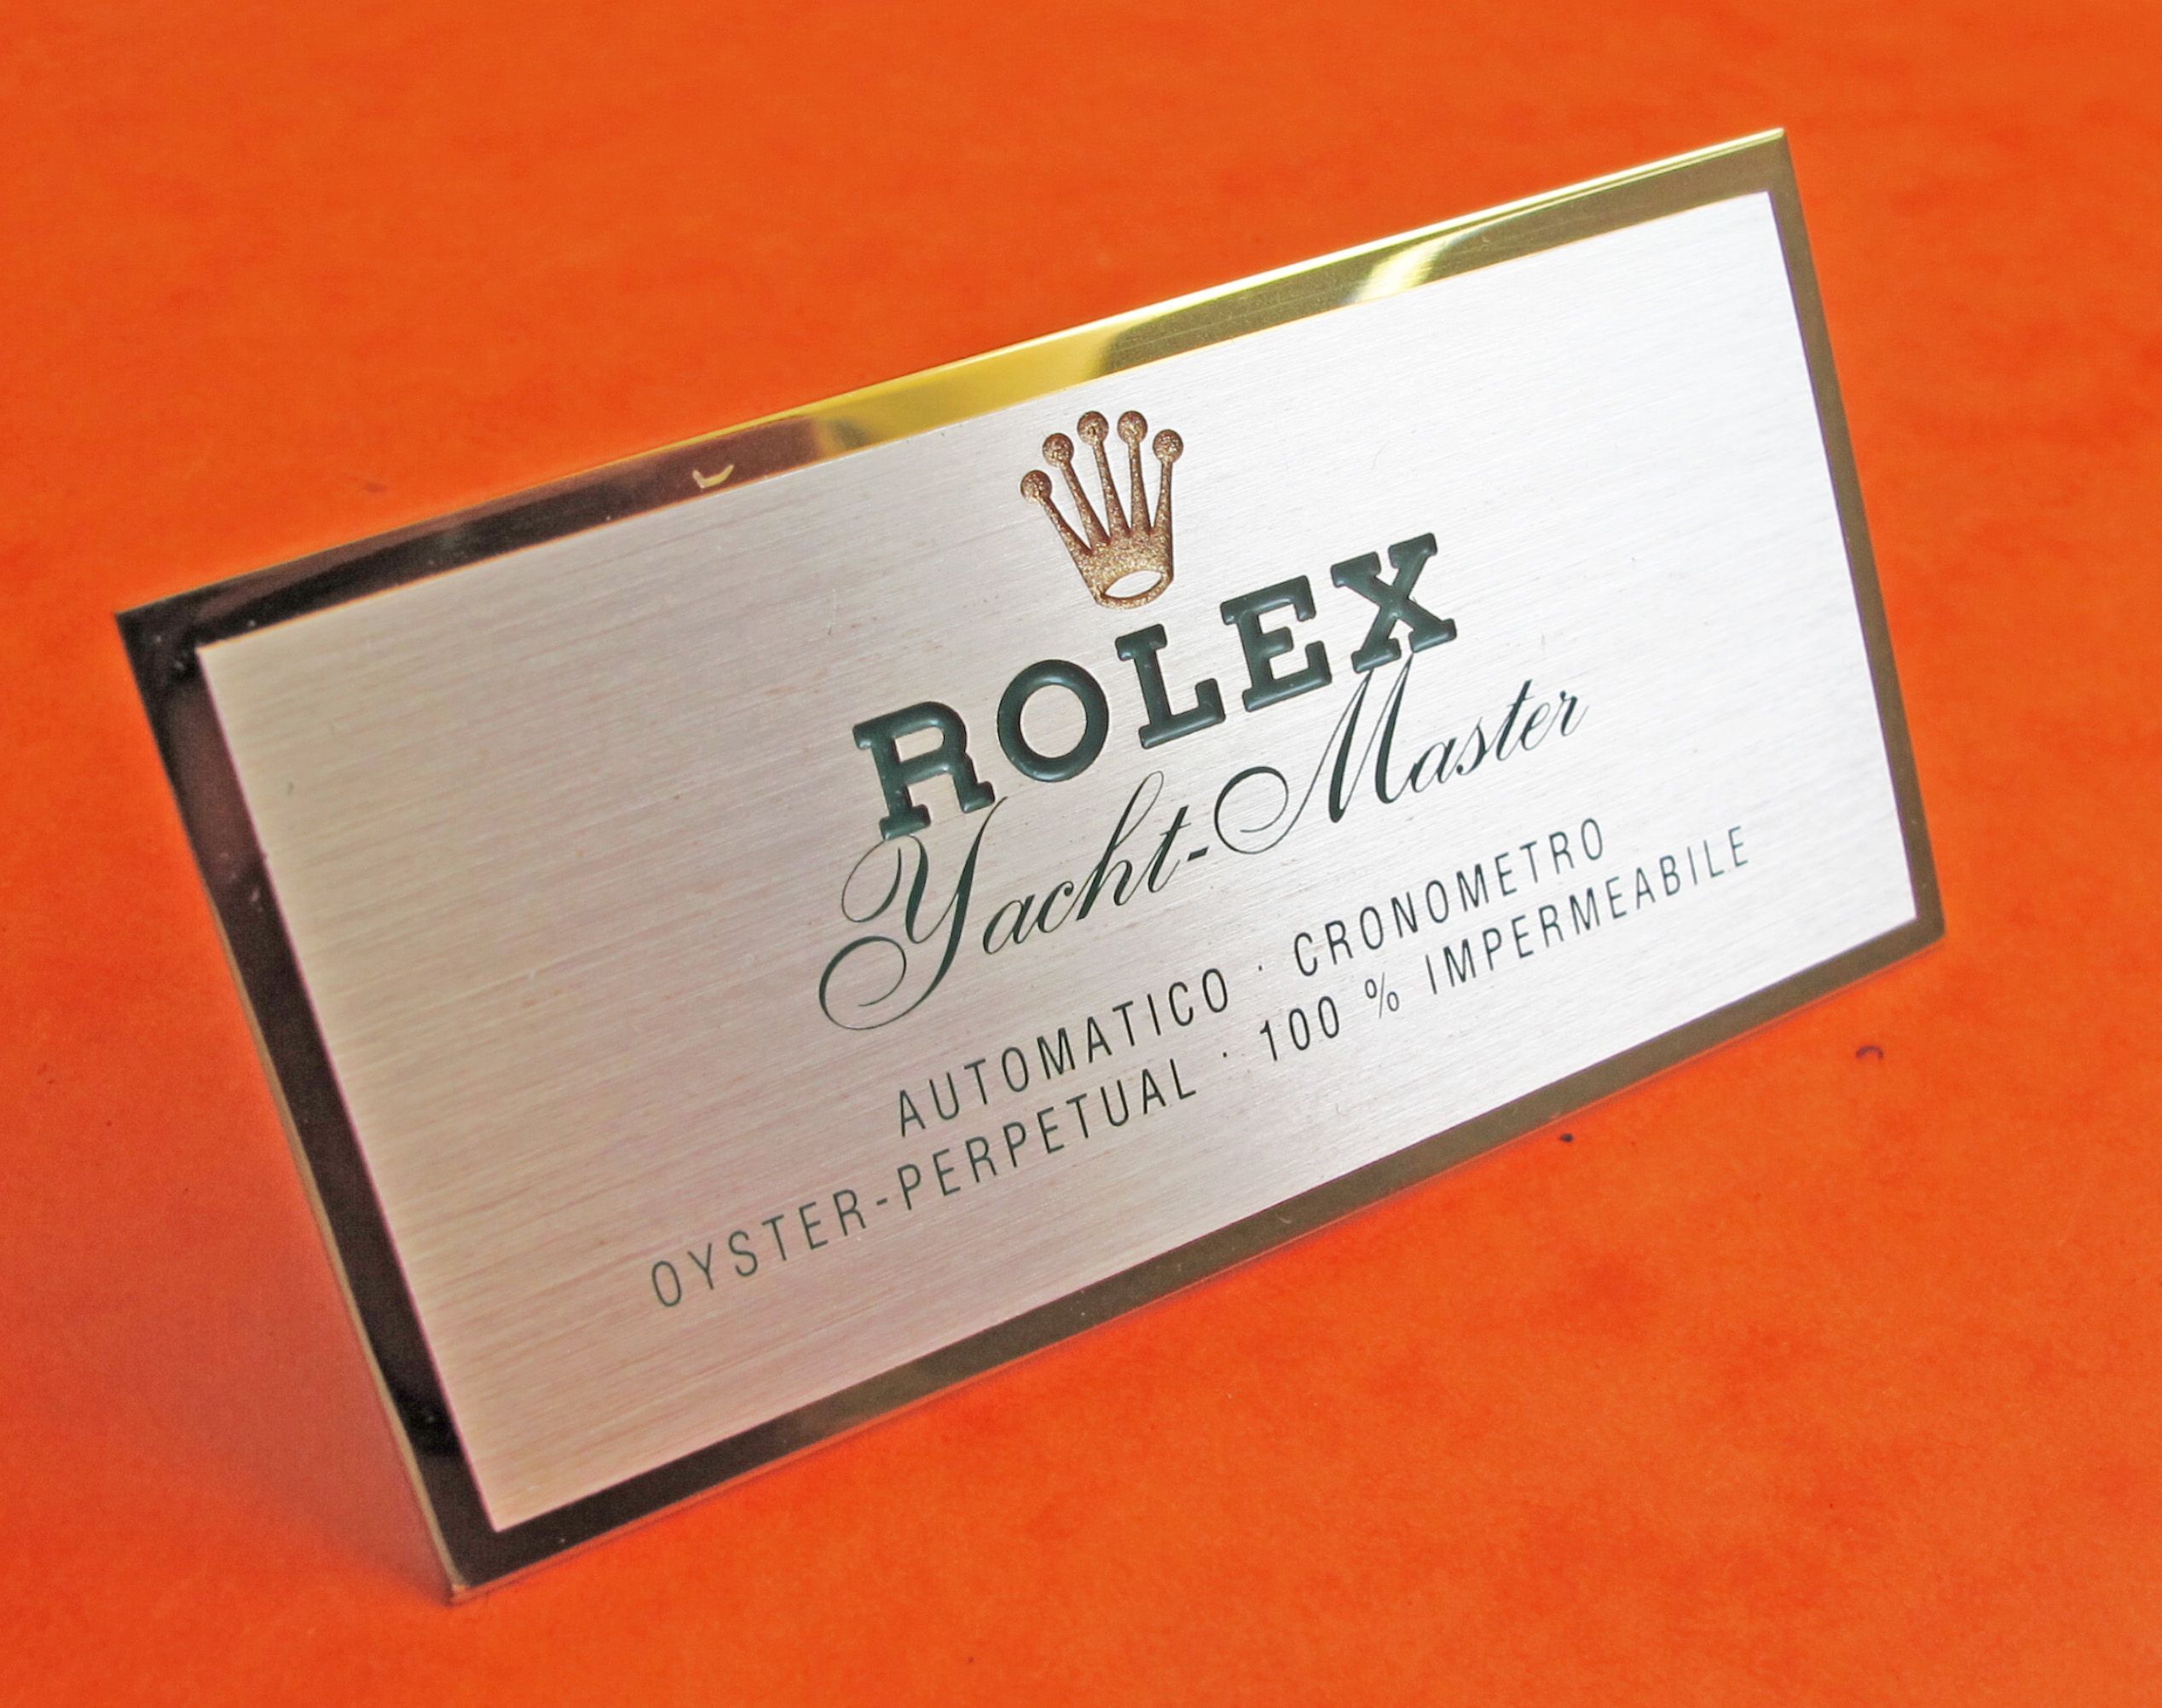 ROLEX
Yacht-Master
AUTOMATICO · CRONOMETRO
OYSTER-PERPETUAL · 100 % IMPERMEABILE